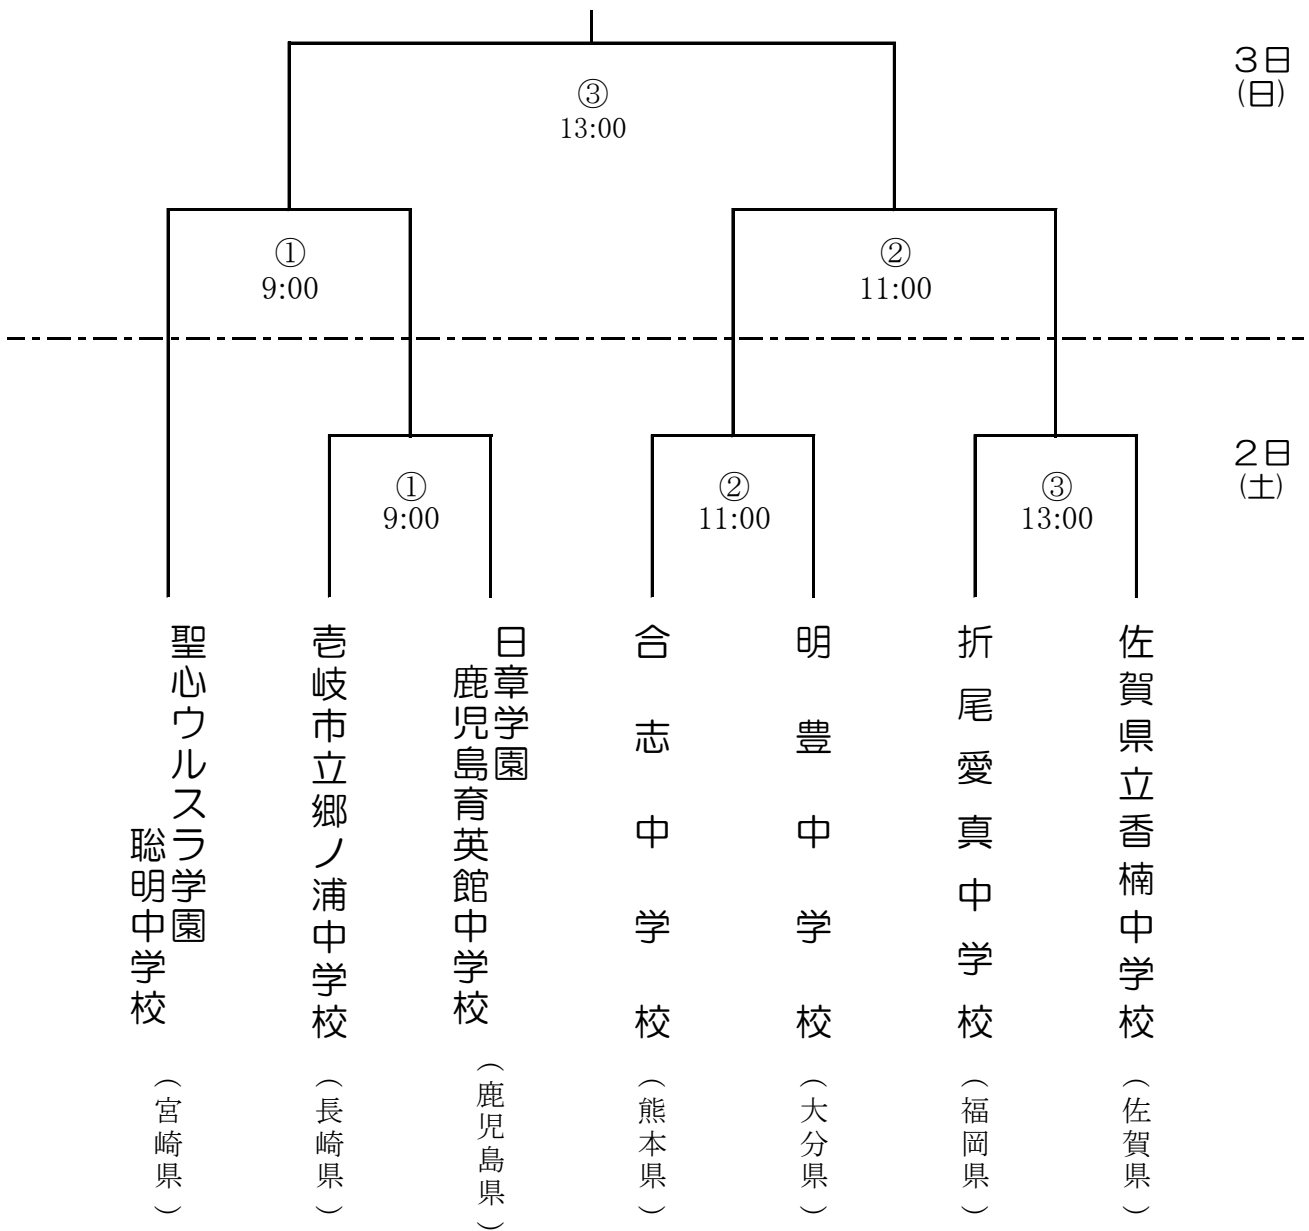 3日
(日)
③
13:00
①
9:00
②
11:00
2日
(土)
①
9:00
②
11:00
③
13:00
聖心ウルスラ学園
聡明中学校
(宮崎県)
壱岐市立郷ノ浦中学校
(長崎県)
日章学園
鹿児島育英館中学校
(鹿児島県)
合志中学校
(熊本県)
明豊中学校
(大分県)
折尾愛真中学校
(福岡県)
佐賀県立香楠中学校
(佐賀県)